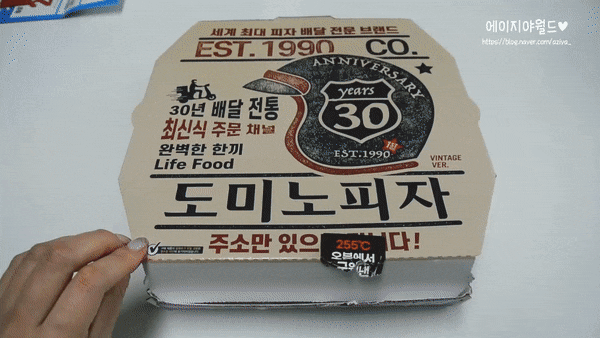 에이지야월드♥
https://blog.naver.com/aziya_
세계 최대 피자 배달 전문 브랜드
EST. 1990 CO.
ANNIVERSARY
years
30
EST. 1990
30년 배달 전통
최신식 주문 채널
완벽한 한끼
Life Food
VINTAGE
VER.
도미노피자
주소만 있으
다!
255℃
오븐에서
구워낸